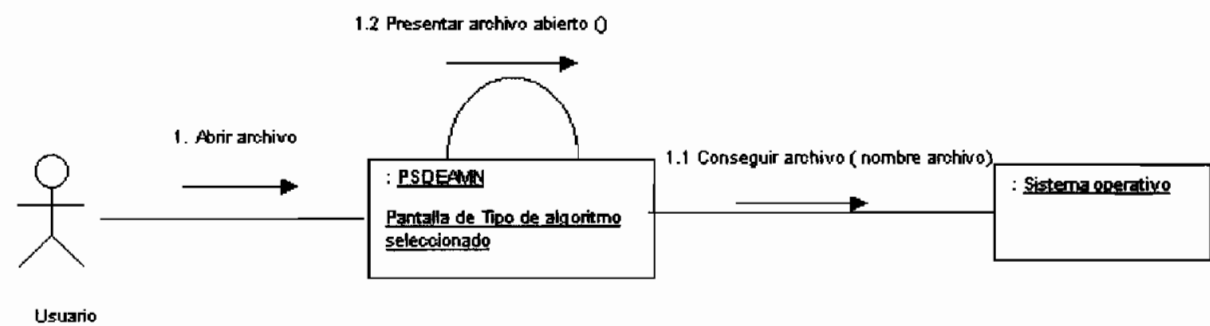 1.2 Presentar archivo abierto ()
1. Abrir archivo
1.1 Conseguir archivo ( nombre archivo)
: PSDEAMN
Pantalla de Tipo de algoritmo
seleccionado
: Sistema operativo
Usuario